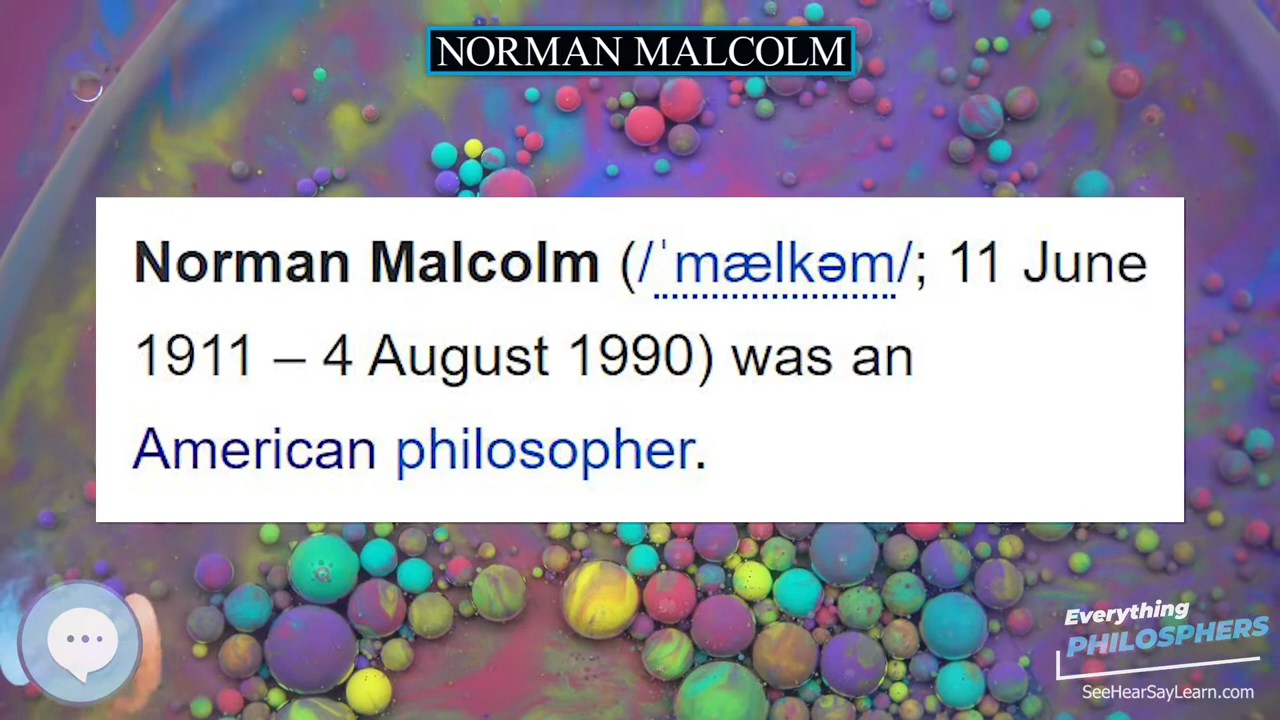 NORMAN MALCOLM
Norman Malcolm (/ˈmælkəm/; 11 June
1911 – 4 August 1990) was an
American philosopher.
Everything
PHILOSPHERS
SeeHearSayLearn.com